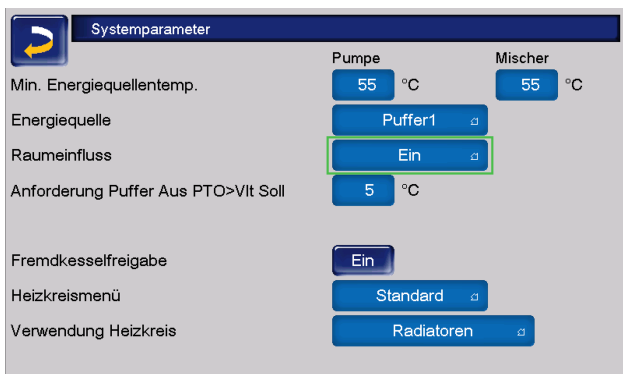 Systemparameter
Pumpe Mischer
Min. Energiequellentemp. 55 °C 55 °C
Energiequelle Puffer1
Raumeinfluss Ein
Anforderung Puffer Aus PTO>Vlt Soll 5 °C
Fremdkesselfreigabe Ein
Heizkreismenü Standard
Verwendung Heizkreis Radiatoren